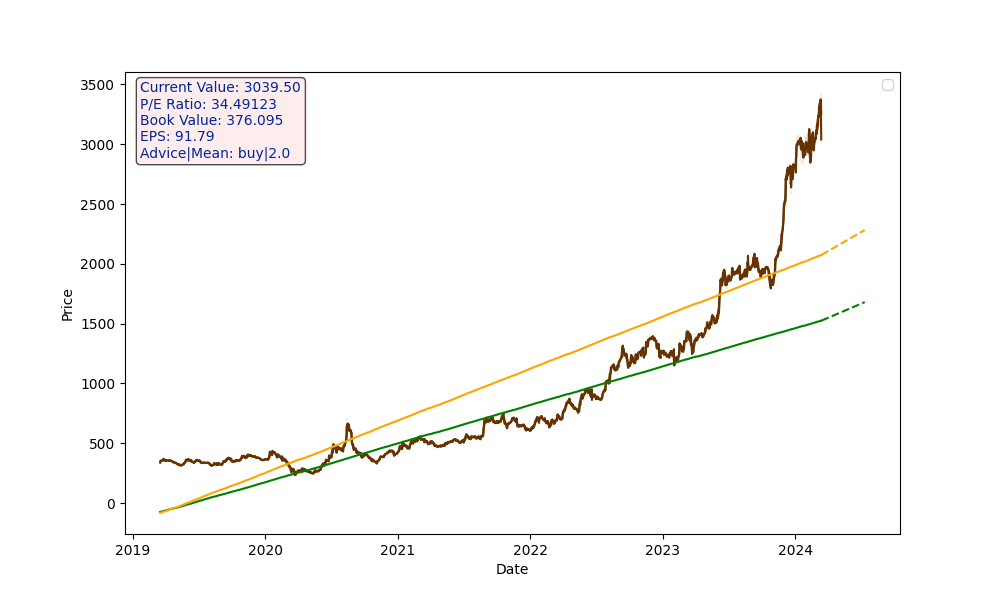 Current Value: 3039.50
P/E Ratio: 34.49123
Book Value: 376.095
EPS: 91.79
Advice|Mean: buy|2.0
3500
3000
2500
2000
1500
1000
500
0
Price
2019 2020 2021 2022 2023 2024
Date